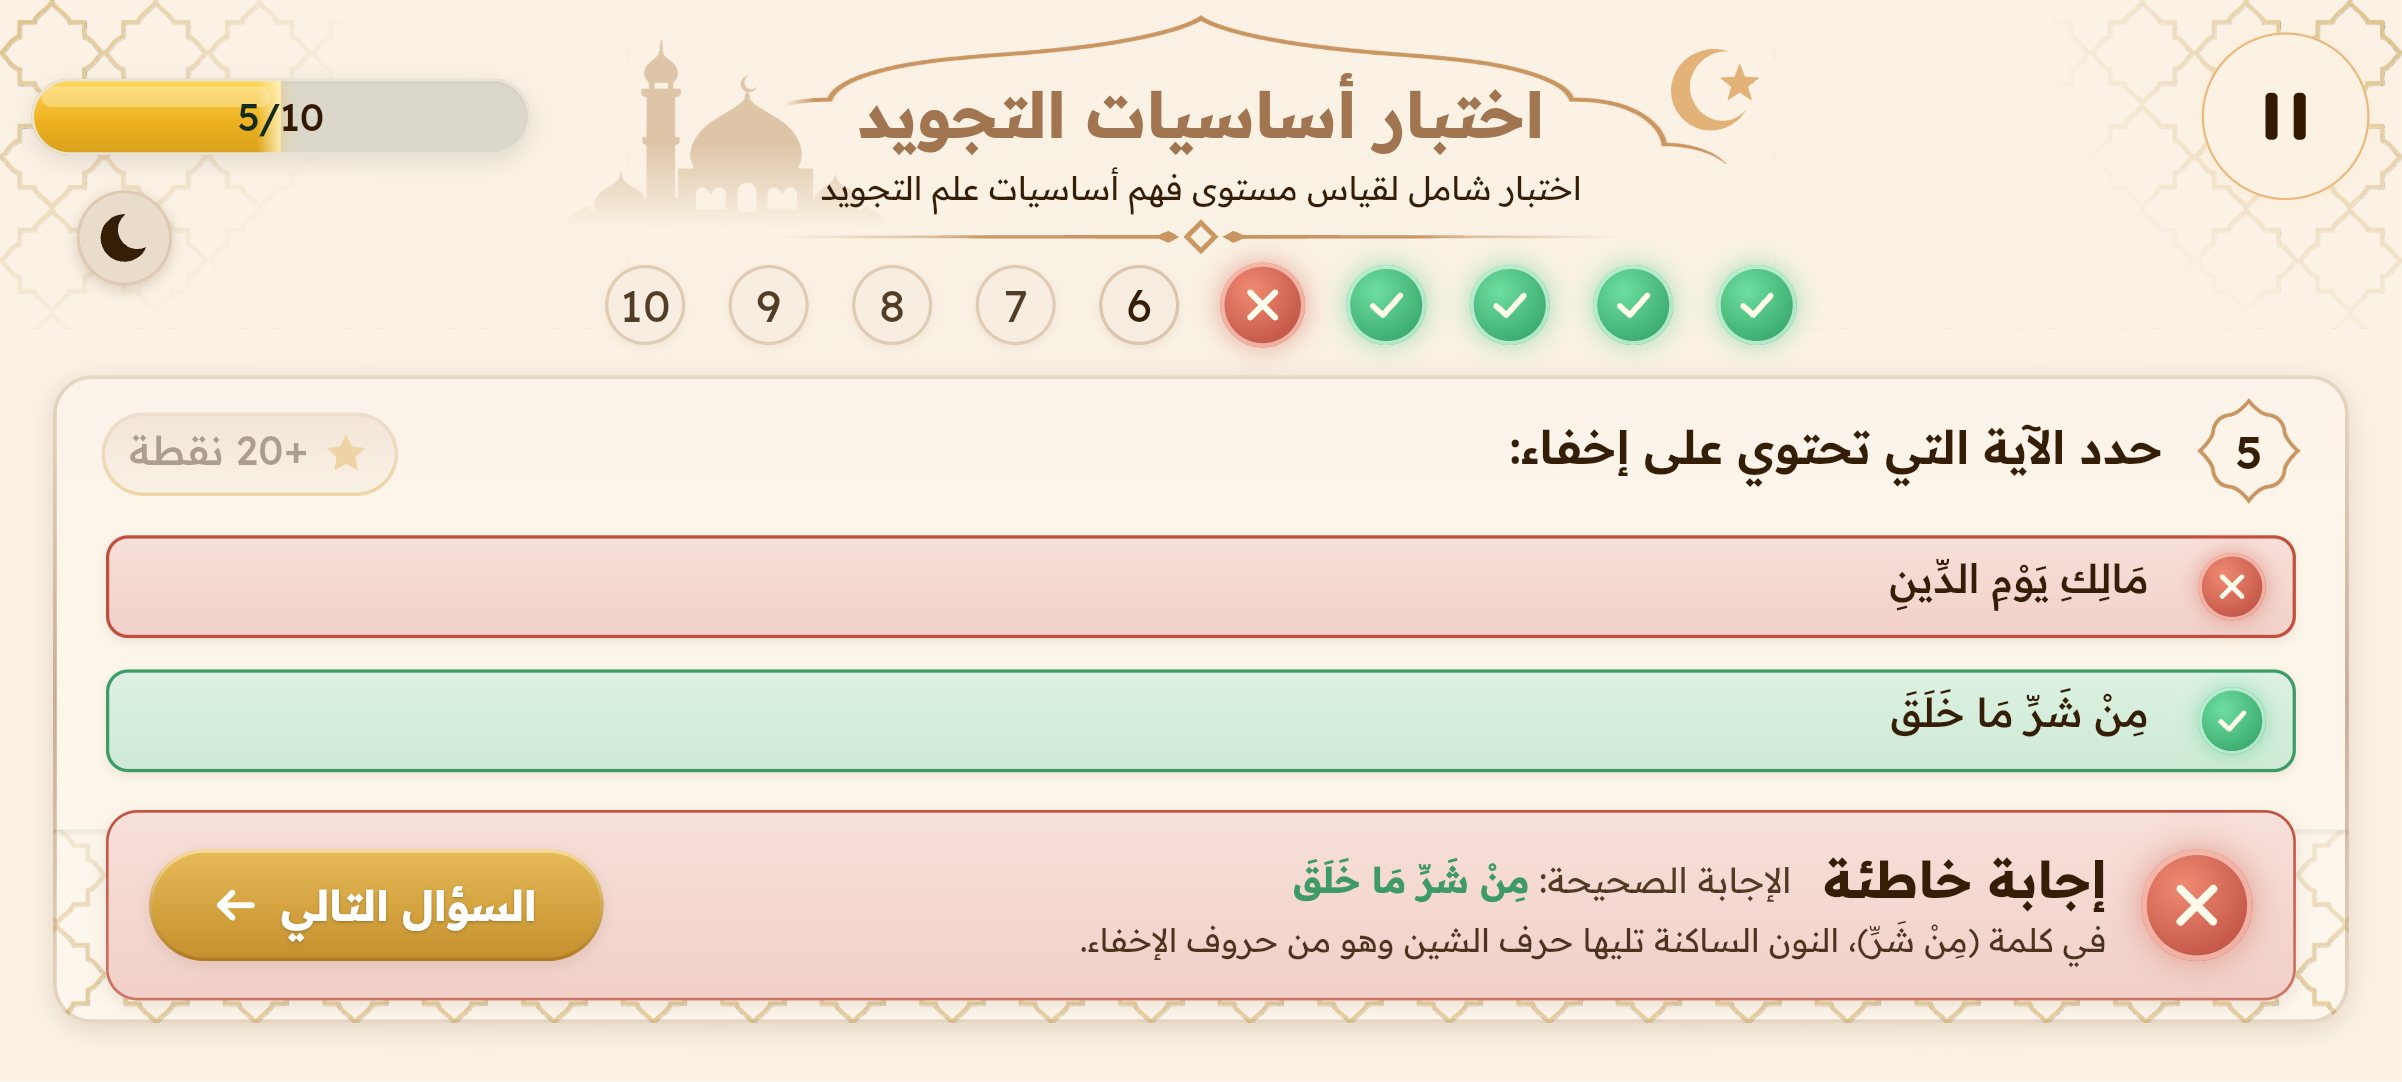 اختبار أساسيات التجويد
اختبار شامل لقياس مستوى فهم أساسيات علم التجويد
5/10
6 7 8 9 10
5
حدد الآية التي تحتوي على إخفاء:
+20 نقطة
مَالِكِ يَوْمِ الدِّينِ
مِنْ شَرِّ مَا خَلَقَ
إجابة خاطئة الإجابة الصحيحة: مِنْ شَرِّ مَا خَلَقَ
في كلمة (مِنْ شَرِّ)، النون الساكنة تليها حرف الشين وهو من حروف الإخفاء.
السؤال التالي ←